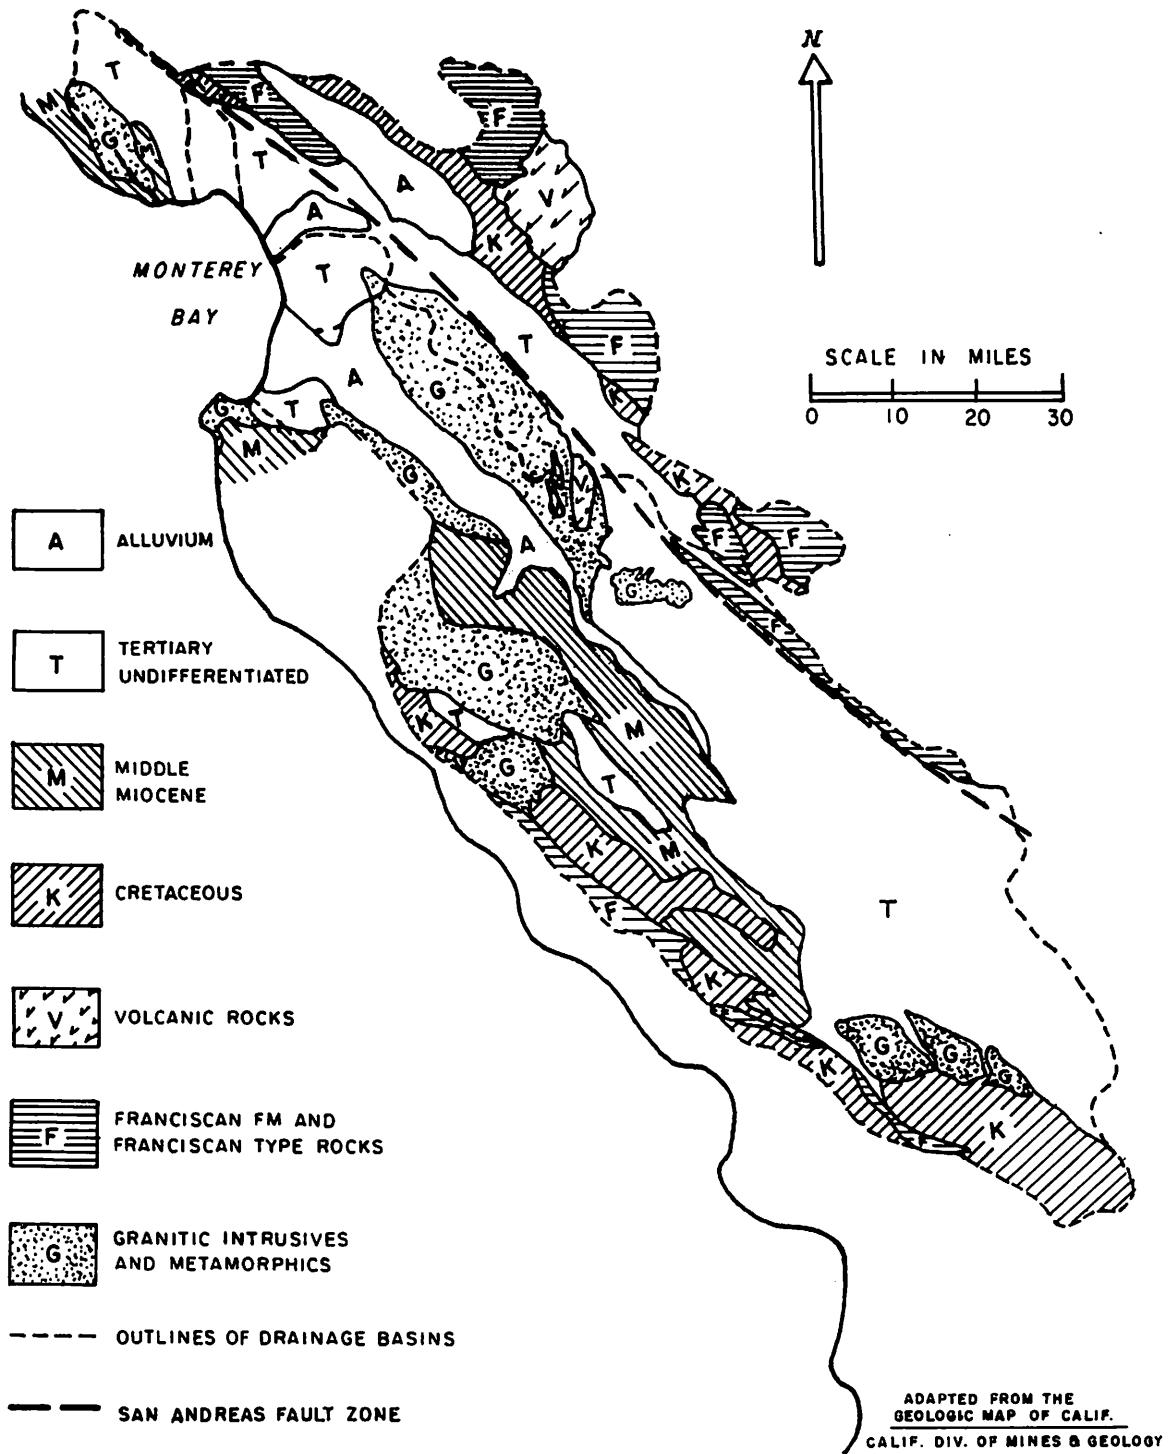 N
T
M
G
M
F
T
A
F
V
K
A
MONTEREY
BAY
T
T
F
SCALE IN MILES
0 10 20 30
A
G
K
G
T
M
G
V
K
F
F
A
G
F
G
K
T
M
G
T
K
M
F
T
K
K
G
G
G
K
F
A
ALLUVIUM
T
TERTIARY
UNDIFFERENTIATED
M
MIDDLE
MIOCENE
K
CRETACEOUS
V
VOLCANIC ROCKS
F
FRANCISCAN FM AND
FRANCISCAN TYPE ROCKS
G
GRANITIC INTRUSIVES
AND METAMORPHICS
OUTLINES OF DRAINAGE BASINS
SAN ANDREAS FAULT ZONE
ADAPTED FROM THE
GEOLOGIC MAP OF CALIF.
CALIF. DIV. OF MINES & GEOLOGY